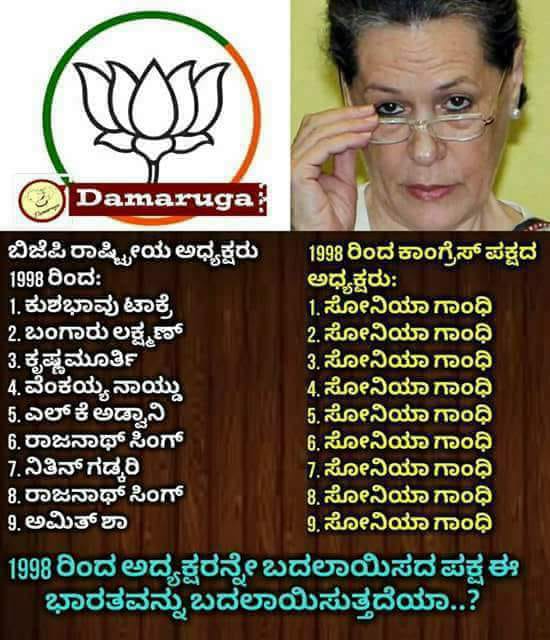 Damaruga
ಬಿಜೆಪಿ ರಾಷ್ಟ್ರೀಯ ಅಧ್ಯಕ್ಷರು
1998 ರಿಂದ:
1. ಕುಶಭಾವು ಟಾಕ್ರೆ
2. ಬಂಗಾರು ಲಕ್ಷ್ಮಣ್
3. ಕೃಷ್ಣಮೂರ್ತಿ
4. ವೆಂಕಯ್ಯ ನಾಯ್ಡು
5. ಎಲ್ ಕೆ ಅಡ್ವಾನಿ
6. ರಾಜನಾಥ್ ಸಿಂಗ್
7. ನಿತಿನ್ ಗಡ್ಕರಿ
8. ರಾಜನಾಥ್ ಸಿಂಗ್
9. ಅಮಿತ್ ಶಾ
1998 ರಿಂದ ಕಾಂಗ್ರೆಸ್ ಪಕ್ಷದ
ಅಧ್ಯಕ್ಷರು:
1. ಸೋನಿಯಾ ಗಾಂಧಿ
2. ಸೋನಿಯಾ ಗಾಂಧಿ
3. ಸೋನಿಯಾ ಗಾಂಧಿ
4. ಸೋನಿಯಾ ಗಾಂಧಿ
5. ಸೋನಿಯಾ ಗಾಂಧಿ
6. ಸೋನಿಯಾ ಗಾಂಧಿ
7. ಸೋನಿಯಾ ಗಾಂಧಿ
8. ಸೋನಿಯಾ ಗಾಂಧಿ
9. ಸೋನಿಯಾ ಗಾಂಧಿ
1998 ರಿಂದ ಅದ್ಯಕ್ಷರನ್ನೇ ಬದಲಾಯಿಸದ ಪಕ್ಷ ಈ
ಭಾರತವನ್ನು ಬದಲಾಯಿಸುತ್ತದೆಯಾ..?